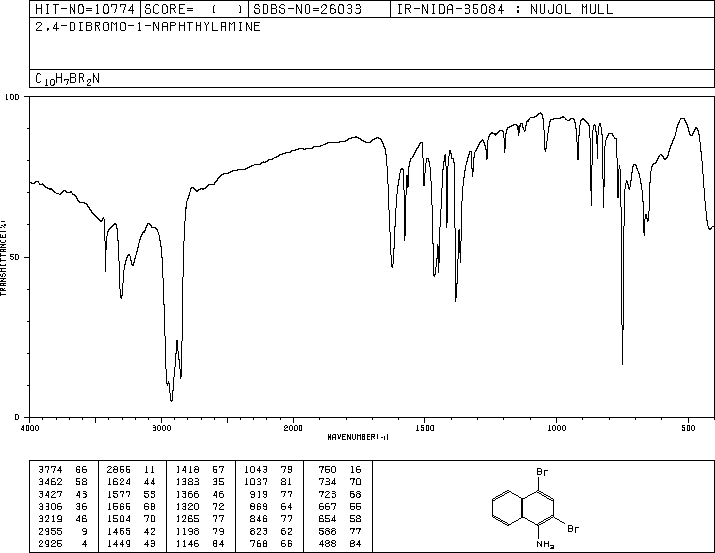 HIT-NO=10774 SCORE= ( ) SDBS-NO=26033 IR-NIDA-35084 : NUJOL MULL
2,4-DIBROMO-1-NAPHTHYLAMINE
C10H7BR2N
100
TRANSMITTANCE(%)
50
0
4000 3000 2000 1500 1000 500
WAVENUMBER(-1)
3774 66 2866 11 1418 57 1043 79 750 16
3462 58 1624 44 1383 35 1037 81 734 70
3427 43 1577 53 1366 46 919 77 723 68
3306 36 1566 68 1320 72 869 64 667 55
3219 46 1504 70 1265 77 846 77 654 58
2955 9 1465 42 1198 79 823 62 588 77
2925 4 1449 43 1146 84 768 66 488 84
Br
Br
NH2